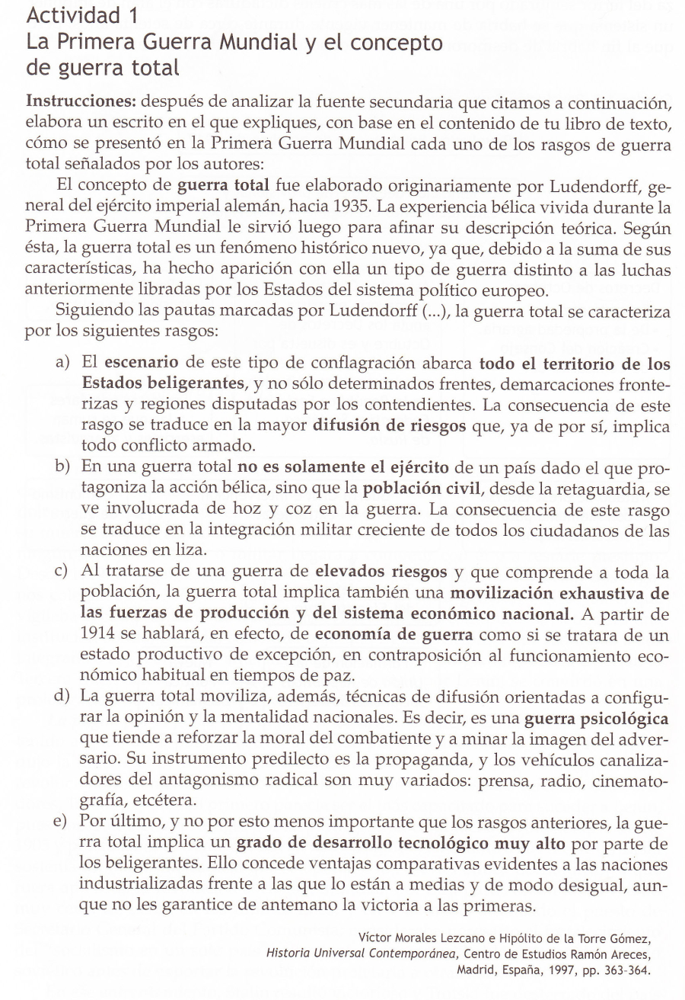 Actividad 1
La Primera Guerra Mundial y el concepto
de guerra total
Instrucciones: después de analizar la fuente secundaria que citamos a continuación,
elabora un escrito en el que expliques, con base en el contenido de tu libro de texto,
cómo se presentó en la Primera Guerra Mundial cada uno de los rasgos de guerra
total señalados por los autores:
El concepto de guerra total fue elaborado originariamente por Ludendorff, ge-
neral del ejército imperial alemán, hacia 1935. La experiencia bélica vivida durante la
Primera Guerra Mundial le sirvió luego para afinar su descripción teórica. Según
ésta, la guerra total es un fenómeno histórico nuevo, ya que, debido a la suma de sus
características, ha hecho aparición con ella un tipo de guerra distinto a las luchas
anteriormente libradas por los Estados del sistema político europeo.
Siguiendo las pautas marcadas por Ludendorff (...), la guerra total se caracteriza
por los siguientes rasgos:
a) El escenario de este tipo de conflagración abarca todo el territorio de los
Estados beligerantes, y no sólo determinados frentes, demarcaciones fronte-
rizas y regiones disputadas por los contendientes. La consecuencia de este
rasgo se traduce en la mayor difusión de riesgos que, ya de por sí, implica
todo conflicto armado.
b) En una guerra total no es solamente el ejército de un país dado el que pro-
tagoniza la acción bélica, sino que la población civil, desde la retaguardia, se
ve involucrada de hoz y coz en la guerra. La consecuencia de este rasgo
se traduce en la integración militar creciente de todos los ciudadanos de las
naciones en liza.
c) Al tratarse de una guerra de elevados riesgos y que comprende a toda la
población, la guerra total implica también una movilización exhaustiva de
las fuerzas de producción y del sistema económico nacional. A partir de
1914 se hablará, en efecto, de economía de guerra como si se tratara de un
estado productivo de excepción, en contraposición al funcionamiento eco-
nómico habitual en tiempos de paz.
d) La guerra total moviliza, además, técnicas de difusión orientadas a configu-
rar la opinión y la mentalidad nacionales. Es decir, es una guerra psicológica
que tiende a reforzar la moral del combatiente y a minar la imagen del adver-
sario. Su instrumento predilecto es la propaganda, y los vehículos canaliza-
dores del antagonismo radical son muy variados: prensa, radio, cinemato-
grafía, etcétera.
e) Por último, y no por esto menos importante que los rasgos anteriores, la gue-
rra total implica un grado de desarrollo tecnológico muy alto por parte de
los beligerantes. Ello concede ventajas comparativas evidentes a las naciones
industrializadas frente a las que lo están a medias y de modo desigual, aun-
que no les garantice de antemano la victoria a las primeras.
Víctor Morales Lezcano e Hipólito de la Torre Gómez,
Historia Universal Contemporánea, Centro de Estudios Ramón Areces,
Madrid, España, 1997, pp. 363-364.